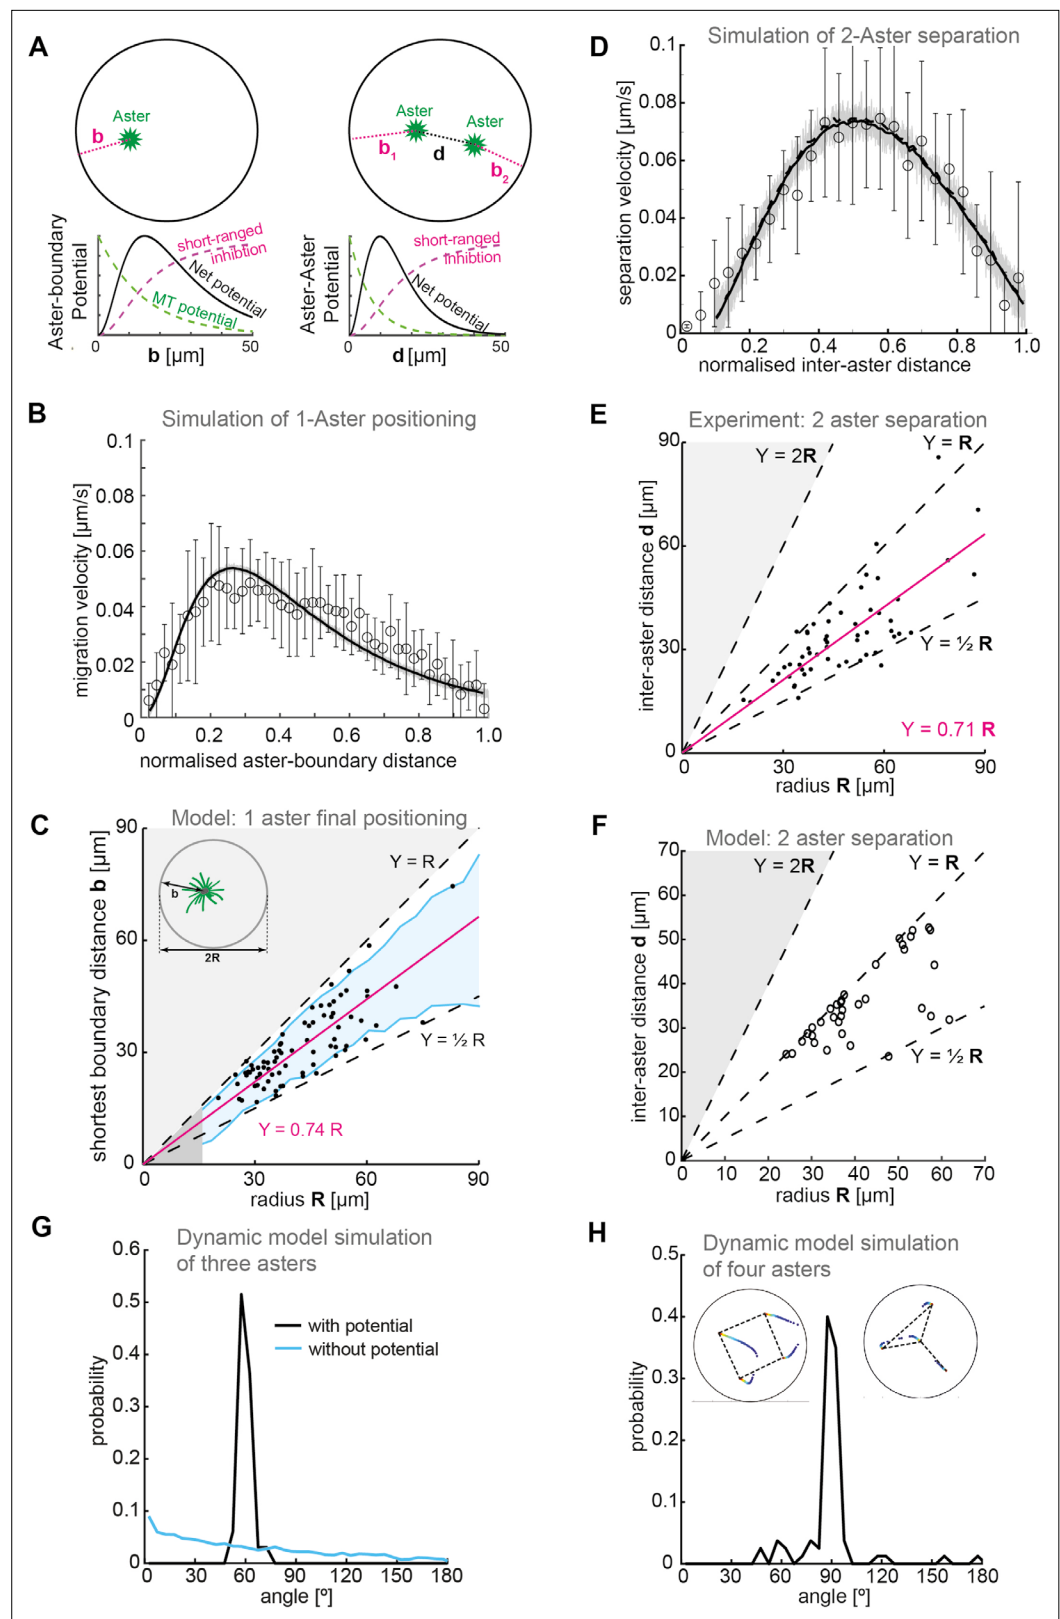 A
Aster
b
Aster
Aster
b1
d
b2
Aster-boundary
Potential
short-ranged
inhibtion
Net potential
MT potential
0
50
b [µm]
Aster-Aster
Potential
short-ranged
inhibtion
Net potential
0
50
d [µm]
B
Simulation of 1-Aster positioning
migration velocity [µm/s]
0.1
0.08
0.06
0.04
0.02
0
0
0.2
0.4
0.6
0.8
1.0
normalised aster-boundary distance
C
Model: 1 aster final positioning
shortest boundary distance b [µm]
90
60
30
0
b
2R
Y = R
Y = ½ R
Y = 0.74 R
0
30
60
90
radius R [µm]
D
Simulation of 2-Aster separation
separation velocity [µm/s]
0.1
0.08
0.06
0.04
0.02
0
0
0.2
0.4
0.6
0.8
1.0
normalised inter-aster distance
E
Experiment: 2 aster separation
inter-aster distance d [µm]
90
60
30
0
Y = 2R
Y = R
Y = ½ R
Y = 0.71 R
0
30
60
90
radius R [µm]
F
Model: 2 aster separation
inter-aster distance d [µm]
70
60
50
40
30
20
10
0
Y = 2R
Y = R
Y = ½ R
0
10
20
30
40
50
60
70
radius R [µm]
G
Dynamic model simulation
of three asters
with potential
without potential
probability
0.6
0.5
0.4
0.3
0.2
0.1
0
0
30
60
90
120
150
180
angle [º]
H
Dynamic model simulation
of four asters
probability
0.5
0.4
0.3
0.2
0.1
0
0
30
60
90
120
150
180
angle [º]